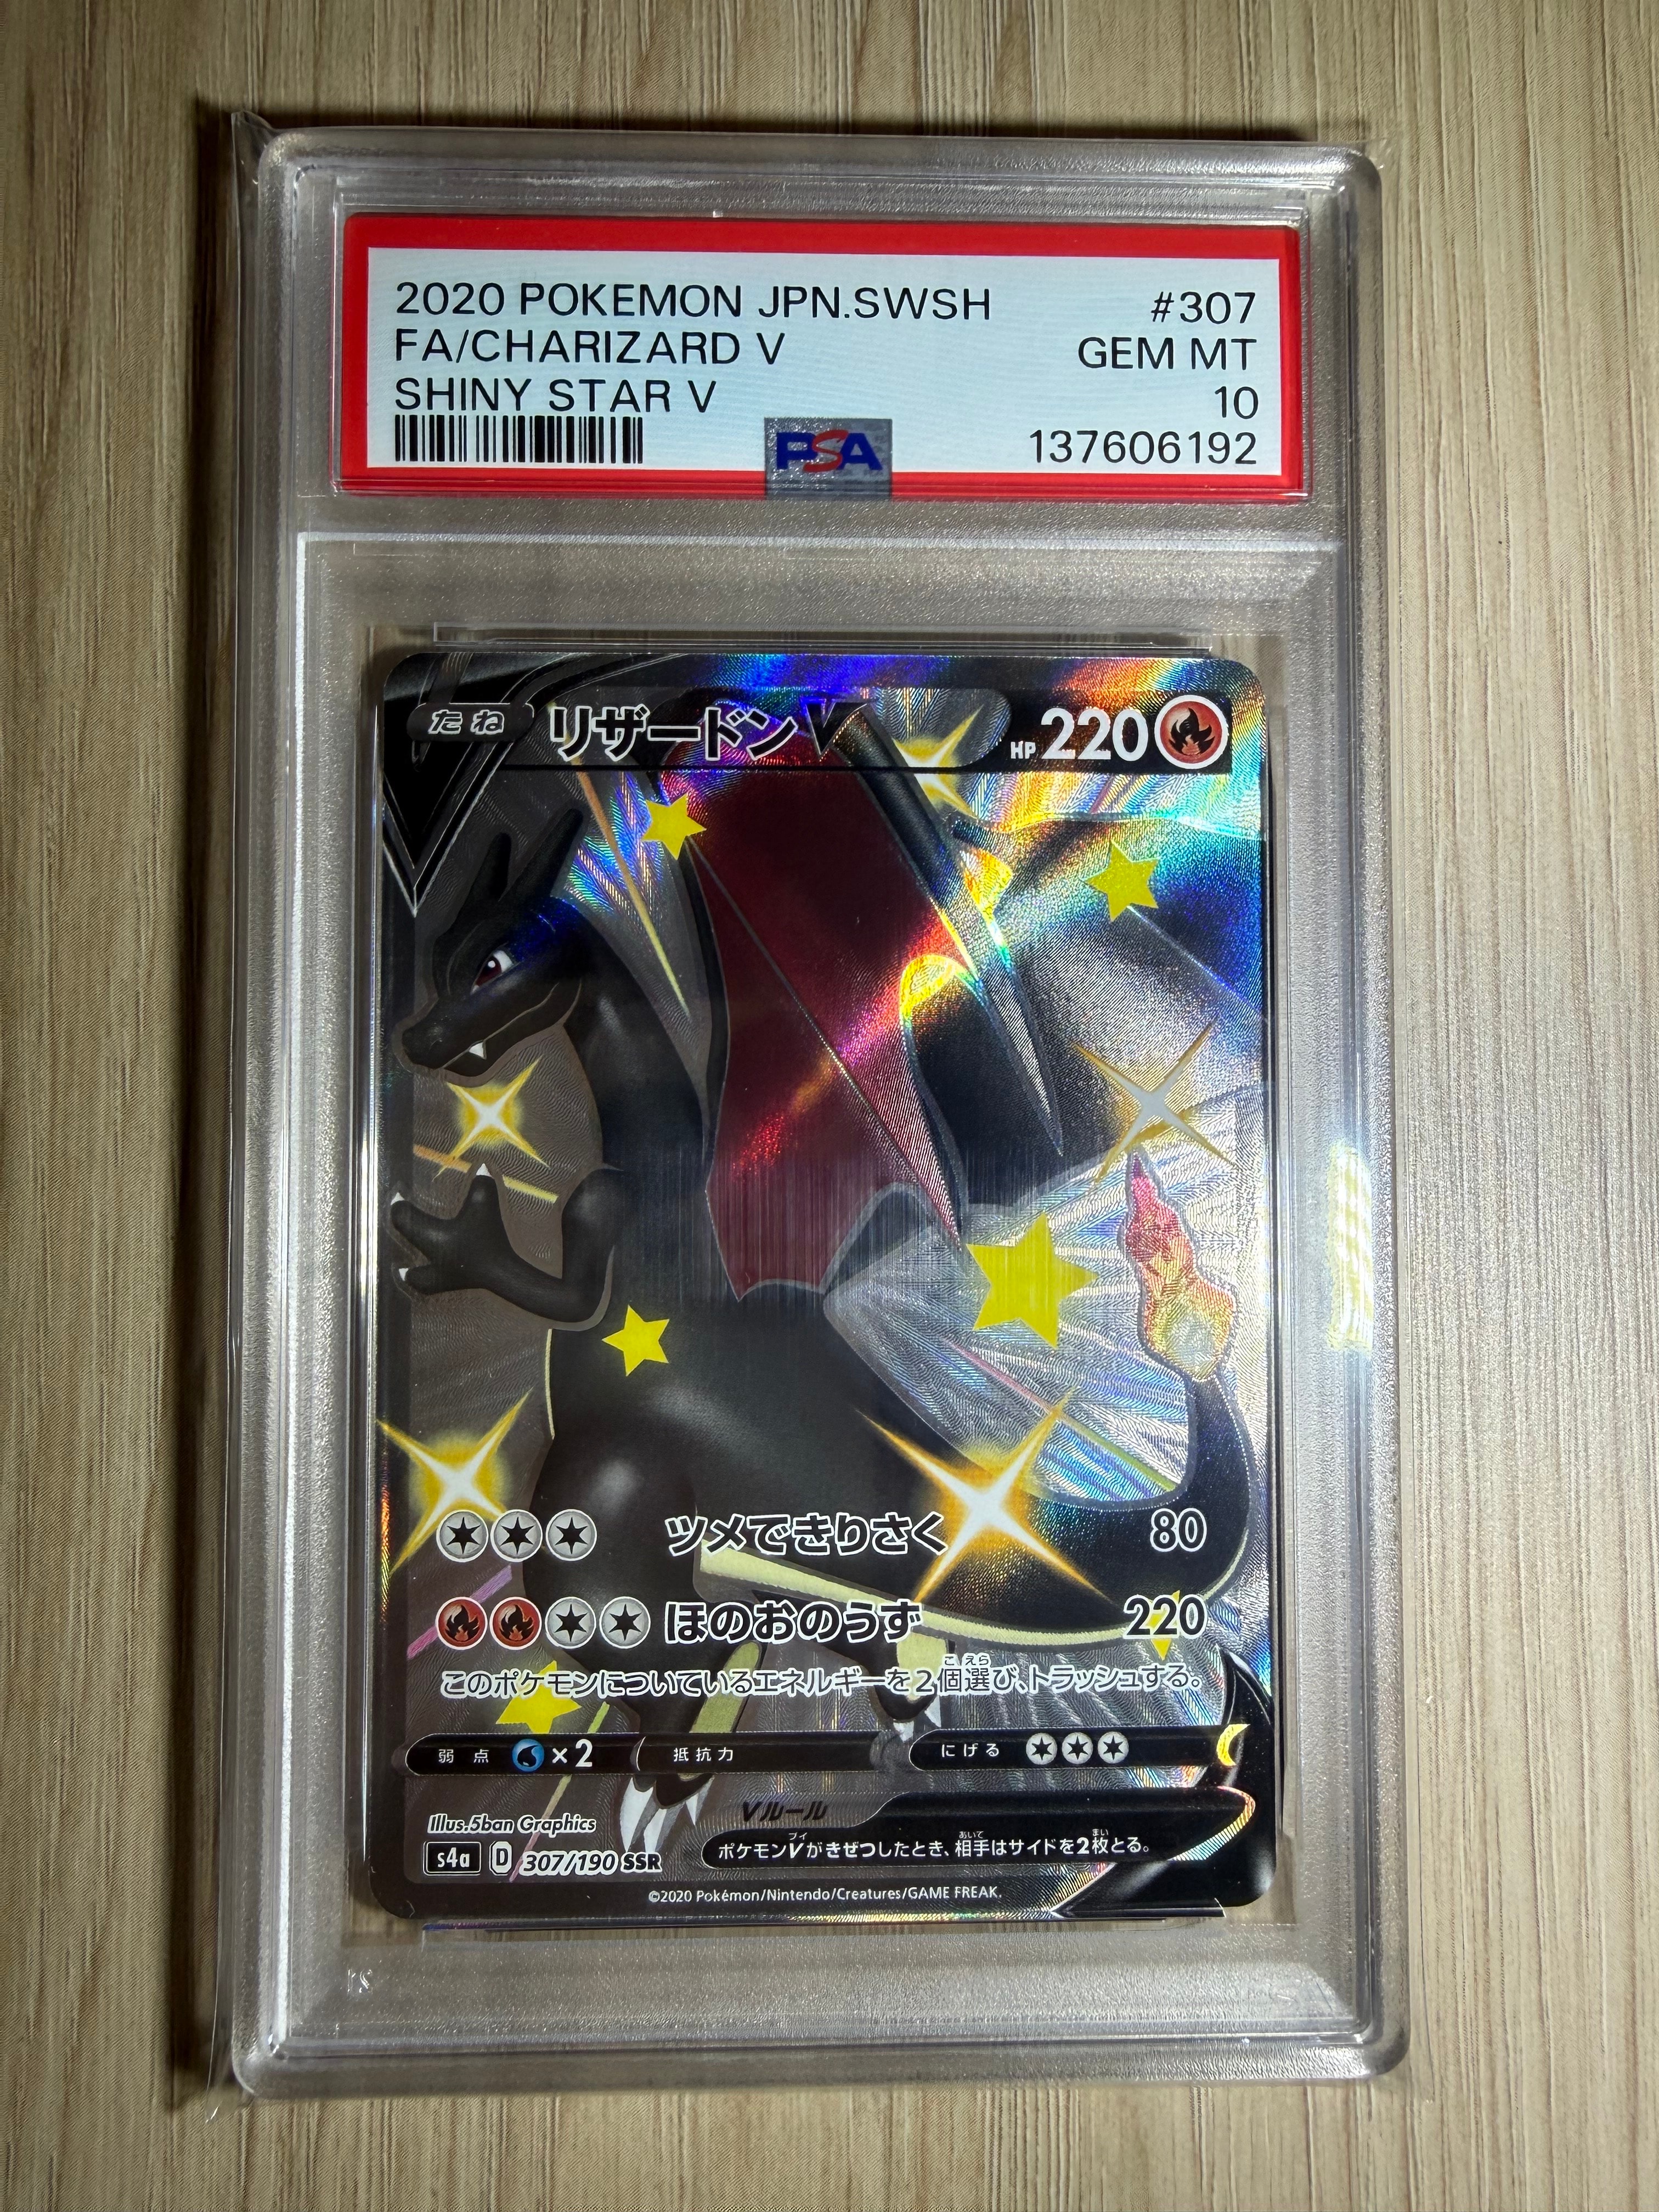 2020 POKEMON JPN.SWSH #307
FA/CHARIZARD V GEM MT
SHINY STAR V 10
PSA 137606192
たね リザードンV HP 220
ツメできりさく 80
ほのおのうず 220
このポケモンについているエネルギーを2個選び、トラッシュする。
弱点 ×2 抵抗力 にげる
Illus.5ban Graphics Vルール
ポケモンVがきぜつしたとき、相手はサイドを2枚とる。
s4a D 307/190 SSR
©2020 Pokémon/Nintendo/Creatures/GAME FREAK.